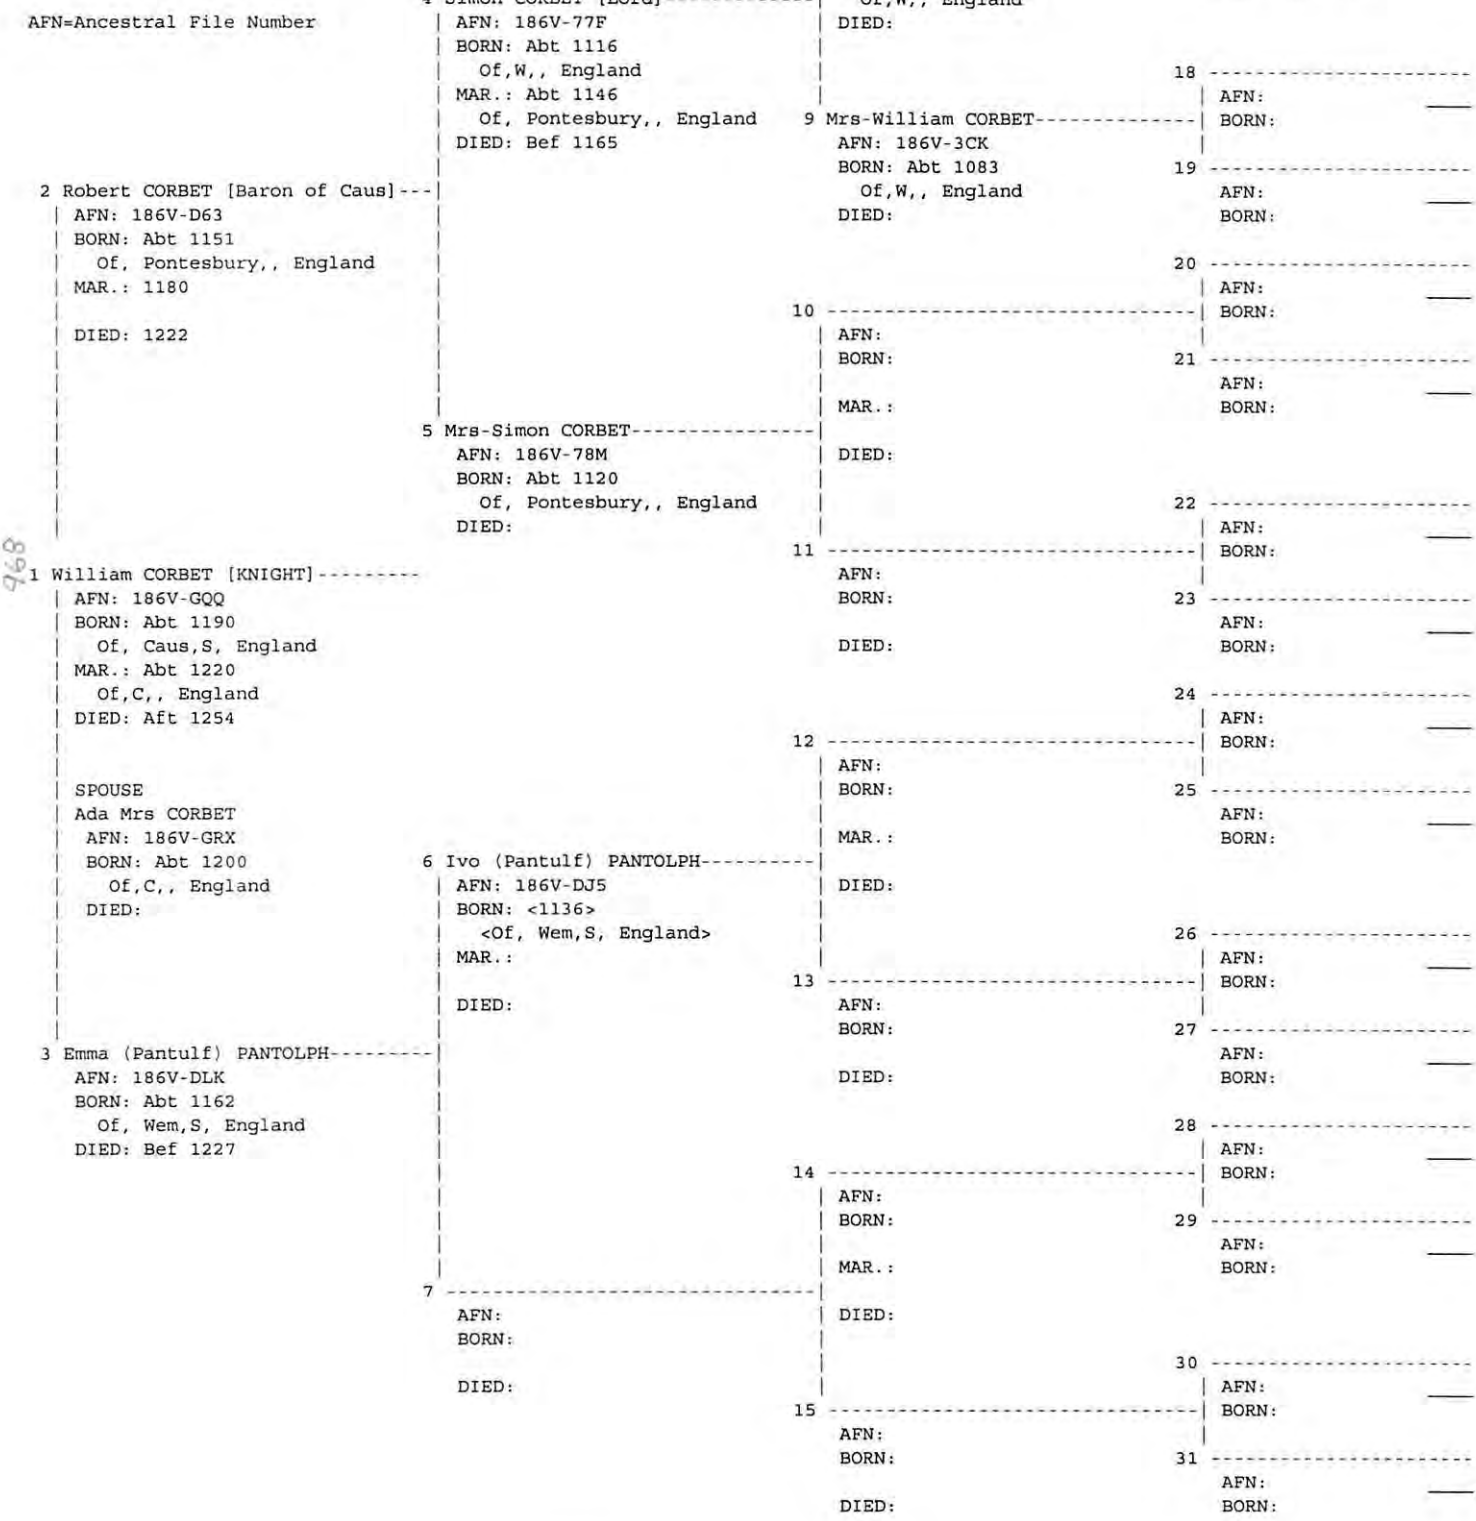 4 Simon CORBET [Lord]-------------| Of,W,, England
AFN=Ancestral File Number | AFN: 186V-77F | DIED:
| BORN: Abt 1116
| Of,W,, England | 18 ----------------------
| MAR.: Abt 1146 | | AFN:
| Of, Pontesbury,, England 9 Mrs-William CORBET--------------| BORN:
| DIED: Bef 1165 AFN: 186V-3CK |
| BORN: Abt 1083 19 ----------------------
2 Robert CORBET [Baron of Caus]---| Of,W,, England AFN:
| AFN: 186V-D63 | DIED: BORN:
| BORN: Abt 1151
| Of, Pontesbury,, England | 20 ----------------------
| MAR.: 1180 | | AFN:
| 10 --------------------------------| BORN:
| DIED: 1222 | | AFN: |
| | BORN: 21 ----------------------
| | AFN:
| | MAR.: BORN:
| 5 Mrs-Simon CORBET----------------|
| AFN: 186V-78M | DIED:
| BORN: Abt 1120 |
| Of, Pontesbury,, England | 22 ----------------------
| DIED: | | AFN:
968 11 --------------------------------| BORN:
1 William CORBET [KNIGHT]--------- AFN: |
| AFN: 186V-GQQ BORN: 23 ----------------------
| BORN: Abt 1190 AFN:
| Of, Caus,S, England DIED: BORN:
| MAR.: Abt 1220
| Of,C,, England 24 ----------------------
| DIED: Aft 1254 | AFN:
| 12 --------------------------------| BORN:
| | AFN: |
| SPOUSE | BORN: 25 ----------------------
| Ada Mrs CORBET | AFN:
| AFN: 186V-GRX | MAR.: BORN:
| BORN: Abt 1200 6 Ivo (Pantulf) PANTOLPH----------|
| Of,C,, England | AFN: 186V-DJ5 | DIED:
| DIED: | BORN: <1136> |
| | <Of, Wem,S, England> | 26 ----------------------
| | MAR.: | | AFN:
| | 13 --------------------------------| BORN:
| | DIED: AFN: |
| | BORN: 27 ----------------------
3 Emma (Pantulf) PANTOLPH---------| AFN:
AFN: 186V-DLK | DIED: BORN:
BORN: Abt 1162 |
Of, Wem,S, England | 28 ----------------------
DIED: Bef 1227 | | AFN:
| 14 --------------------------------| BORN:
| | AFN: |
| | BORN: 29 ----------------------
| | AFN:
| | MAR.: BORN:
7 --------------------------------|
AFN: | DIED:
BORN: |
| 30 ----------------------
DIED: | | AFN:
15 --------------------------------| BORN:
AFN: |
BORN: 31 ----------------------
AFN:
DIED: BORN: